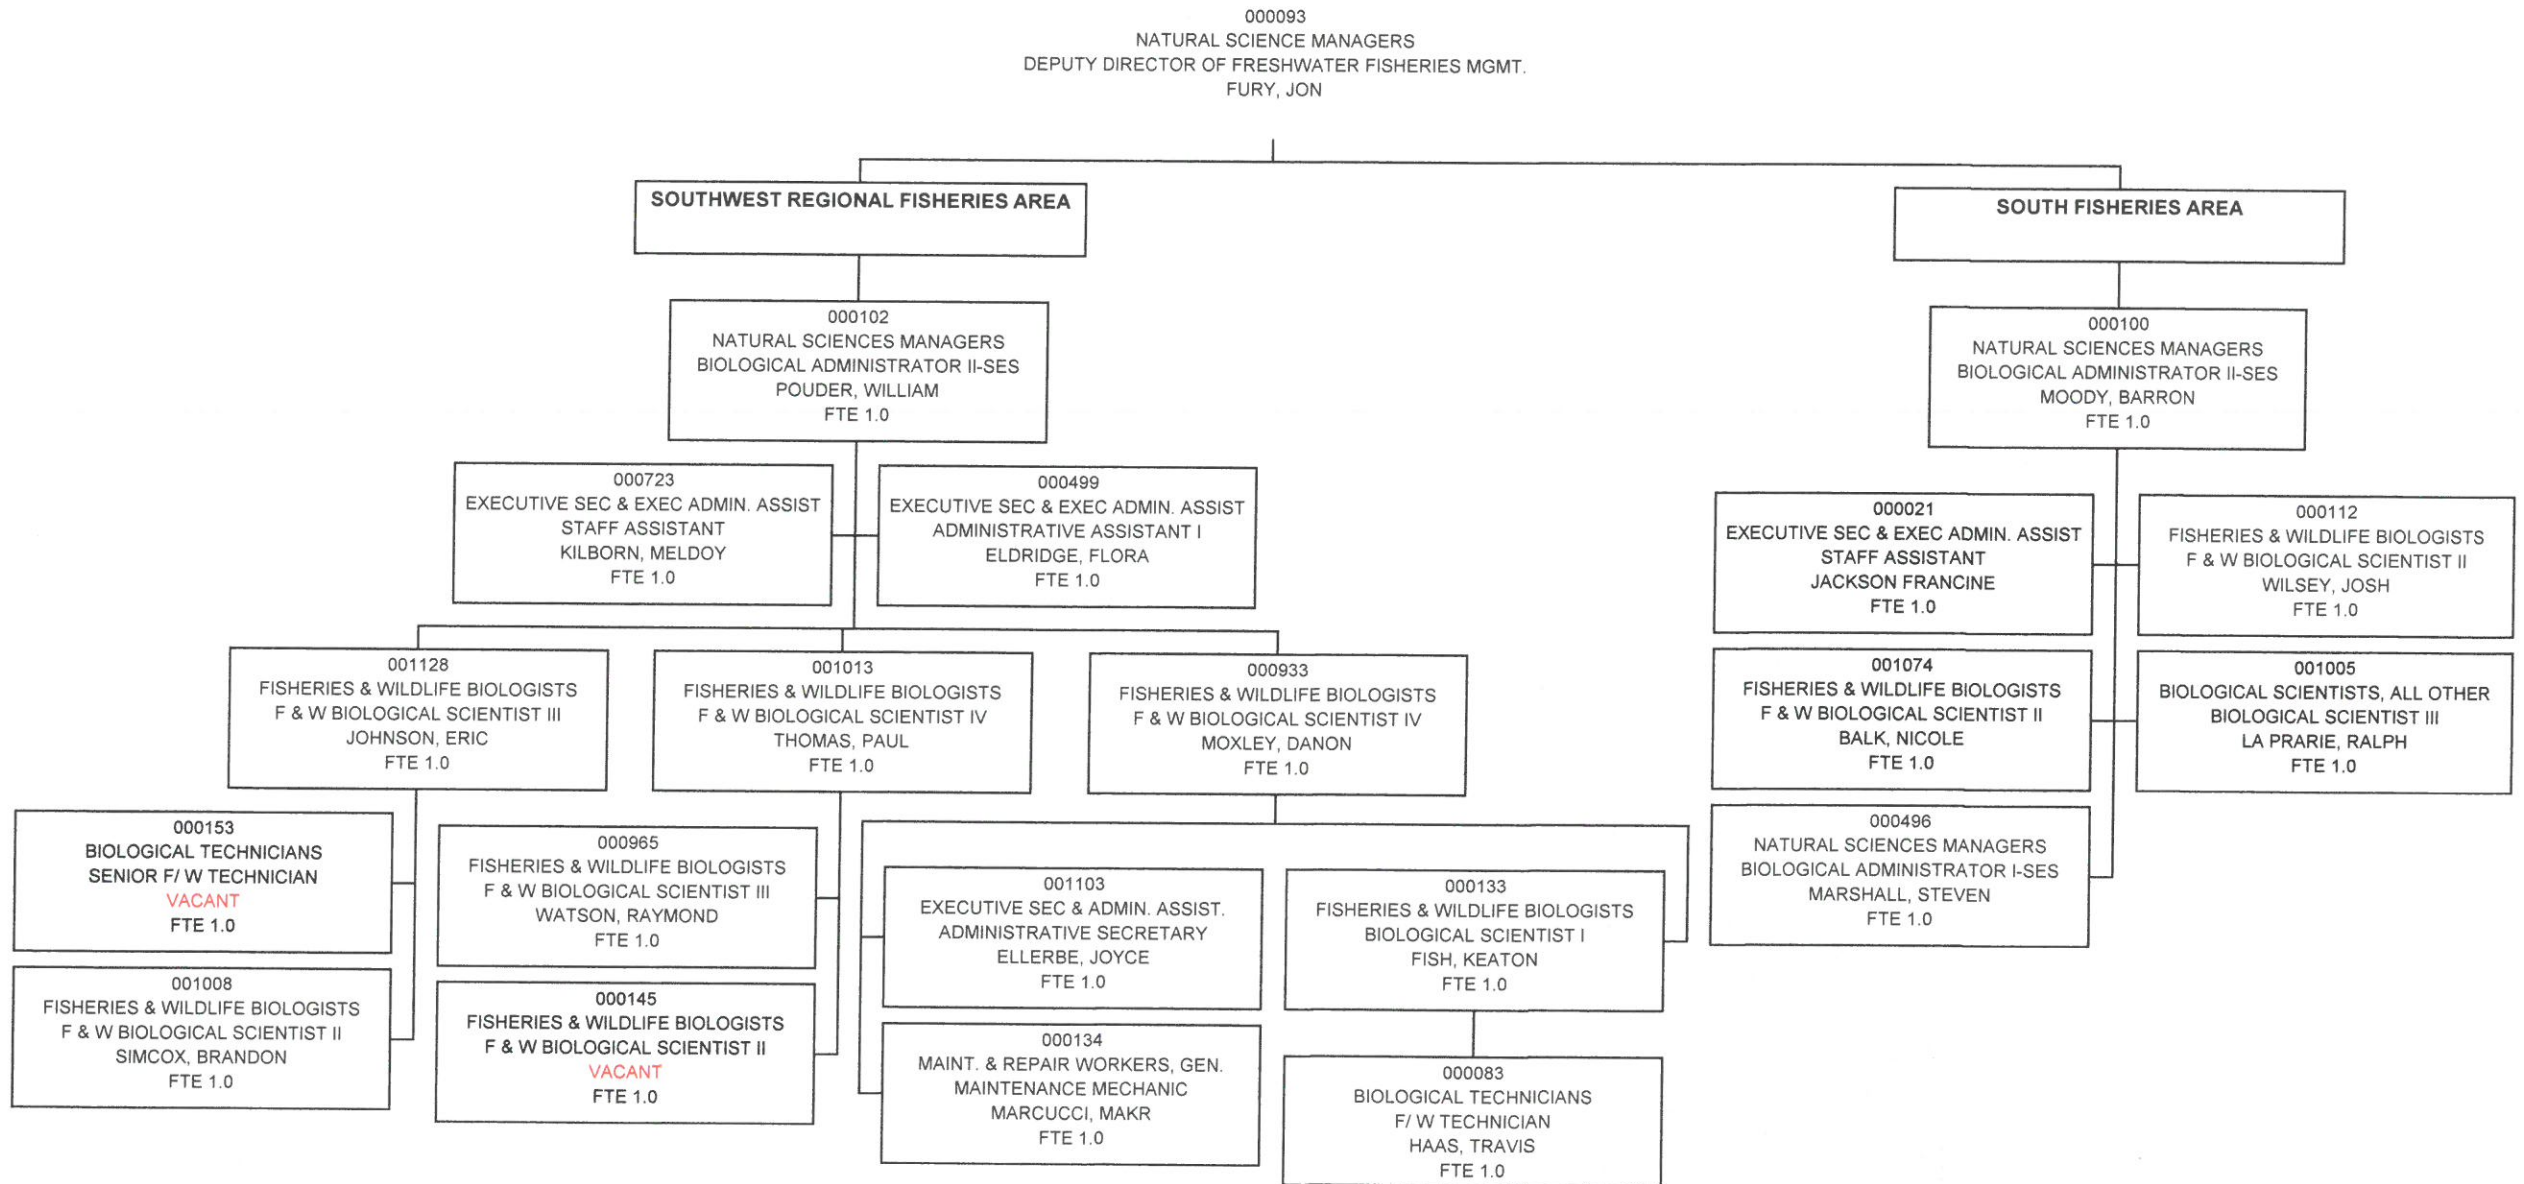 000093
NATURAL SCIENCE MANAGERS
DEPUTY DIRECTOR OF FRESHWATER FISHERIES MGMT.
FURY, JON
SOUTHWEST REGIONAL FISHERIES AREA
SOUTH FISHERIES AREA
000102
NATURAL SCIENCES MANAGERS
BIOLOGICAL ADMINISTRATOR II-SES
POUDER, WILLIAM
FTE 1.0
000100
NATURAL SCIENCES MANAGERS
BIOLOGICAL ADMINISTRATOR II-SES
MOODY, BARRON
FTE 1.0
000723
EXECUTIVE SEC & EXEC ADMIN. ASSIST
STAFF ASSISTANT
KILBORN, MELDOY
FTE 1.0
000499
EXECUTIVE SEC & EXEC ADMIN. ASSIST
ADMINISTRATIVE ASSISTANT I
ELDRIDGE, FLORA
FTE 1.0
000021
EXECUTIVE SEC & EXEC ADMIN. ASSIST
STAFF ASSISTANT
JACKSON FRANCINE
FTE 1.0
000112
FISHERIES & WILDLIFE BIOLOGISTS
F & W BIOLOGICAL SCIENTIST II
WILSEY, JOSH
FTE 1.0
001128
FISHERIES & WILDLIFE BIOLOGISTS
F & W BIOLOGICAL SCIENTIST III
JOHNSON, ERIC
FTE 1.0
001013
FISHERIES & WILDLIFE BIOLOGISTS
F & W BIOLOGICAL SCIENTIST IV
THOMAS, PAUL
FTE 1.0
000933
FISHERIES & WILDLIFE BIOLOGISTS
F & W BIOLOGICAL SCIENTIST IV
MOXLEY, DANON
FTE 1.0
001074
FISHERIES & WILDLIFE BIOLOGISTS
F & W BIOLOGICAL SCIENTIST II
BALK, NICOLE
FTE 1.0
001005
BIOLOGICAL SCIENTISTS, ALL OTHER
BIOLOGICAL SCIENTIST III
LA PRARIE, RALPH
FTE 1.0
000153
BIOLOGICAL TECHNICIANS
SENIOR F/ W TECHNICIAN
VACANT
FTE 1.0
000965
FISHERIES & WILDLIFE BIOLOGISTS
F & W BIOLOGICAL SCIENTIST III
WATSON, RAYMOND
FTE 1.0
001103
EXECUTIVE SEC & ADMIN. ASSIST.
ADMINISTRATIVE SECRETARY
ELLERBE, JOYCE
FTE 1.0
000133
FISHERIES & WILDLIFE BIOLOGISTS
BIOLOGICAL SCIENTIST I
FISH, KEATON
FTE 1.0
000496
NATURAL SCIENCES MANAGERS
BIOLOGICAL ADMINISTRATOR I-SES
MARSHALL, STEVEN
FTE 1.0
001008
FISHERIES & WILDLIFE BIOLOGISTS
F & W BIOLOGICAL SCIENTIST II
SIMCOX, BRANDON
FTE 1.0
000145
FISHERIES & WILDLIFE BIOLOGISTS
F & W BIOLOGICAL SCIENTIST II
VACANT
FTE 1.0
000134
MAINT. & REPAIR WORKERS, GEN.
MAINTENANCE MECHANIC
MARCUCCI, MAKR
FTE 1.0
000083
BIOLOGICAL TECHNICIANS
F/ W TECHNICIAN
HAAS, TRAVIS
FTE 1.0